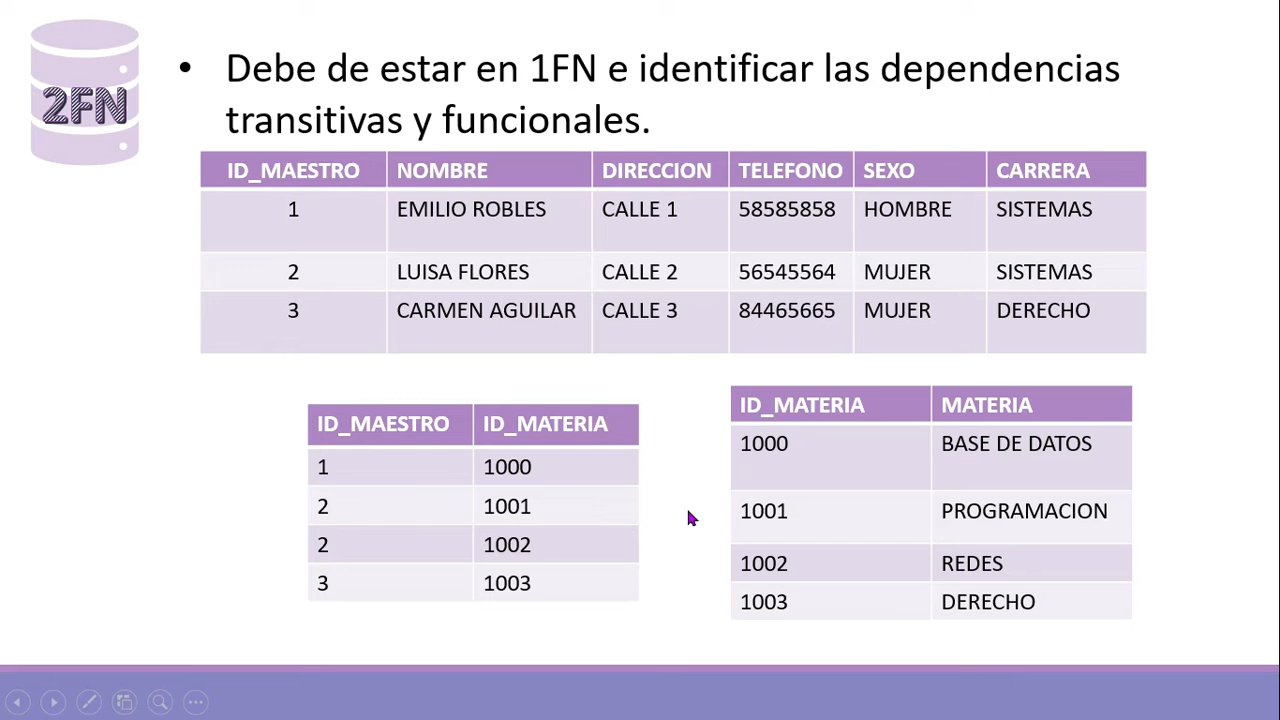 2FN
• Debe de estar en 1FN e identificar las dependencias
transitivas y funcionales.
ID_MAESTRO NOMBRE DIRECCION TELEFONO SEXO CARRERA
1 EMILIO ROBLES CALLE 1 58585858 HOMBRE SISTEMAS
2 LUISA FLORES CALLE 2 56545564 MUJER SISTEMAS
3 CARMEN AGUILAR CALLE 3 84465665 MUJER DERECHO
ID_MAESTRO ID_MATERIA
1 1000
2 1001
2 1002
3 1003
ID_MATERIA MATERIA
1000 BASE DE DATOS
1001 PROGRAMACION
1002 REDES
1003 DERECHO